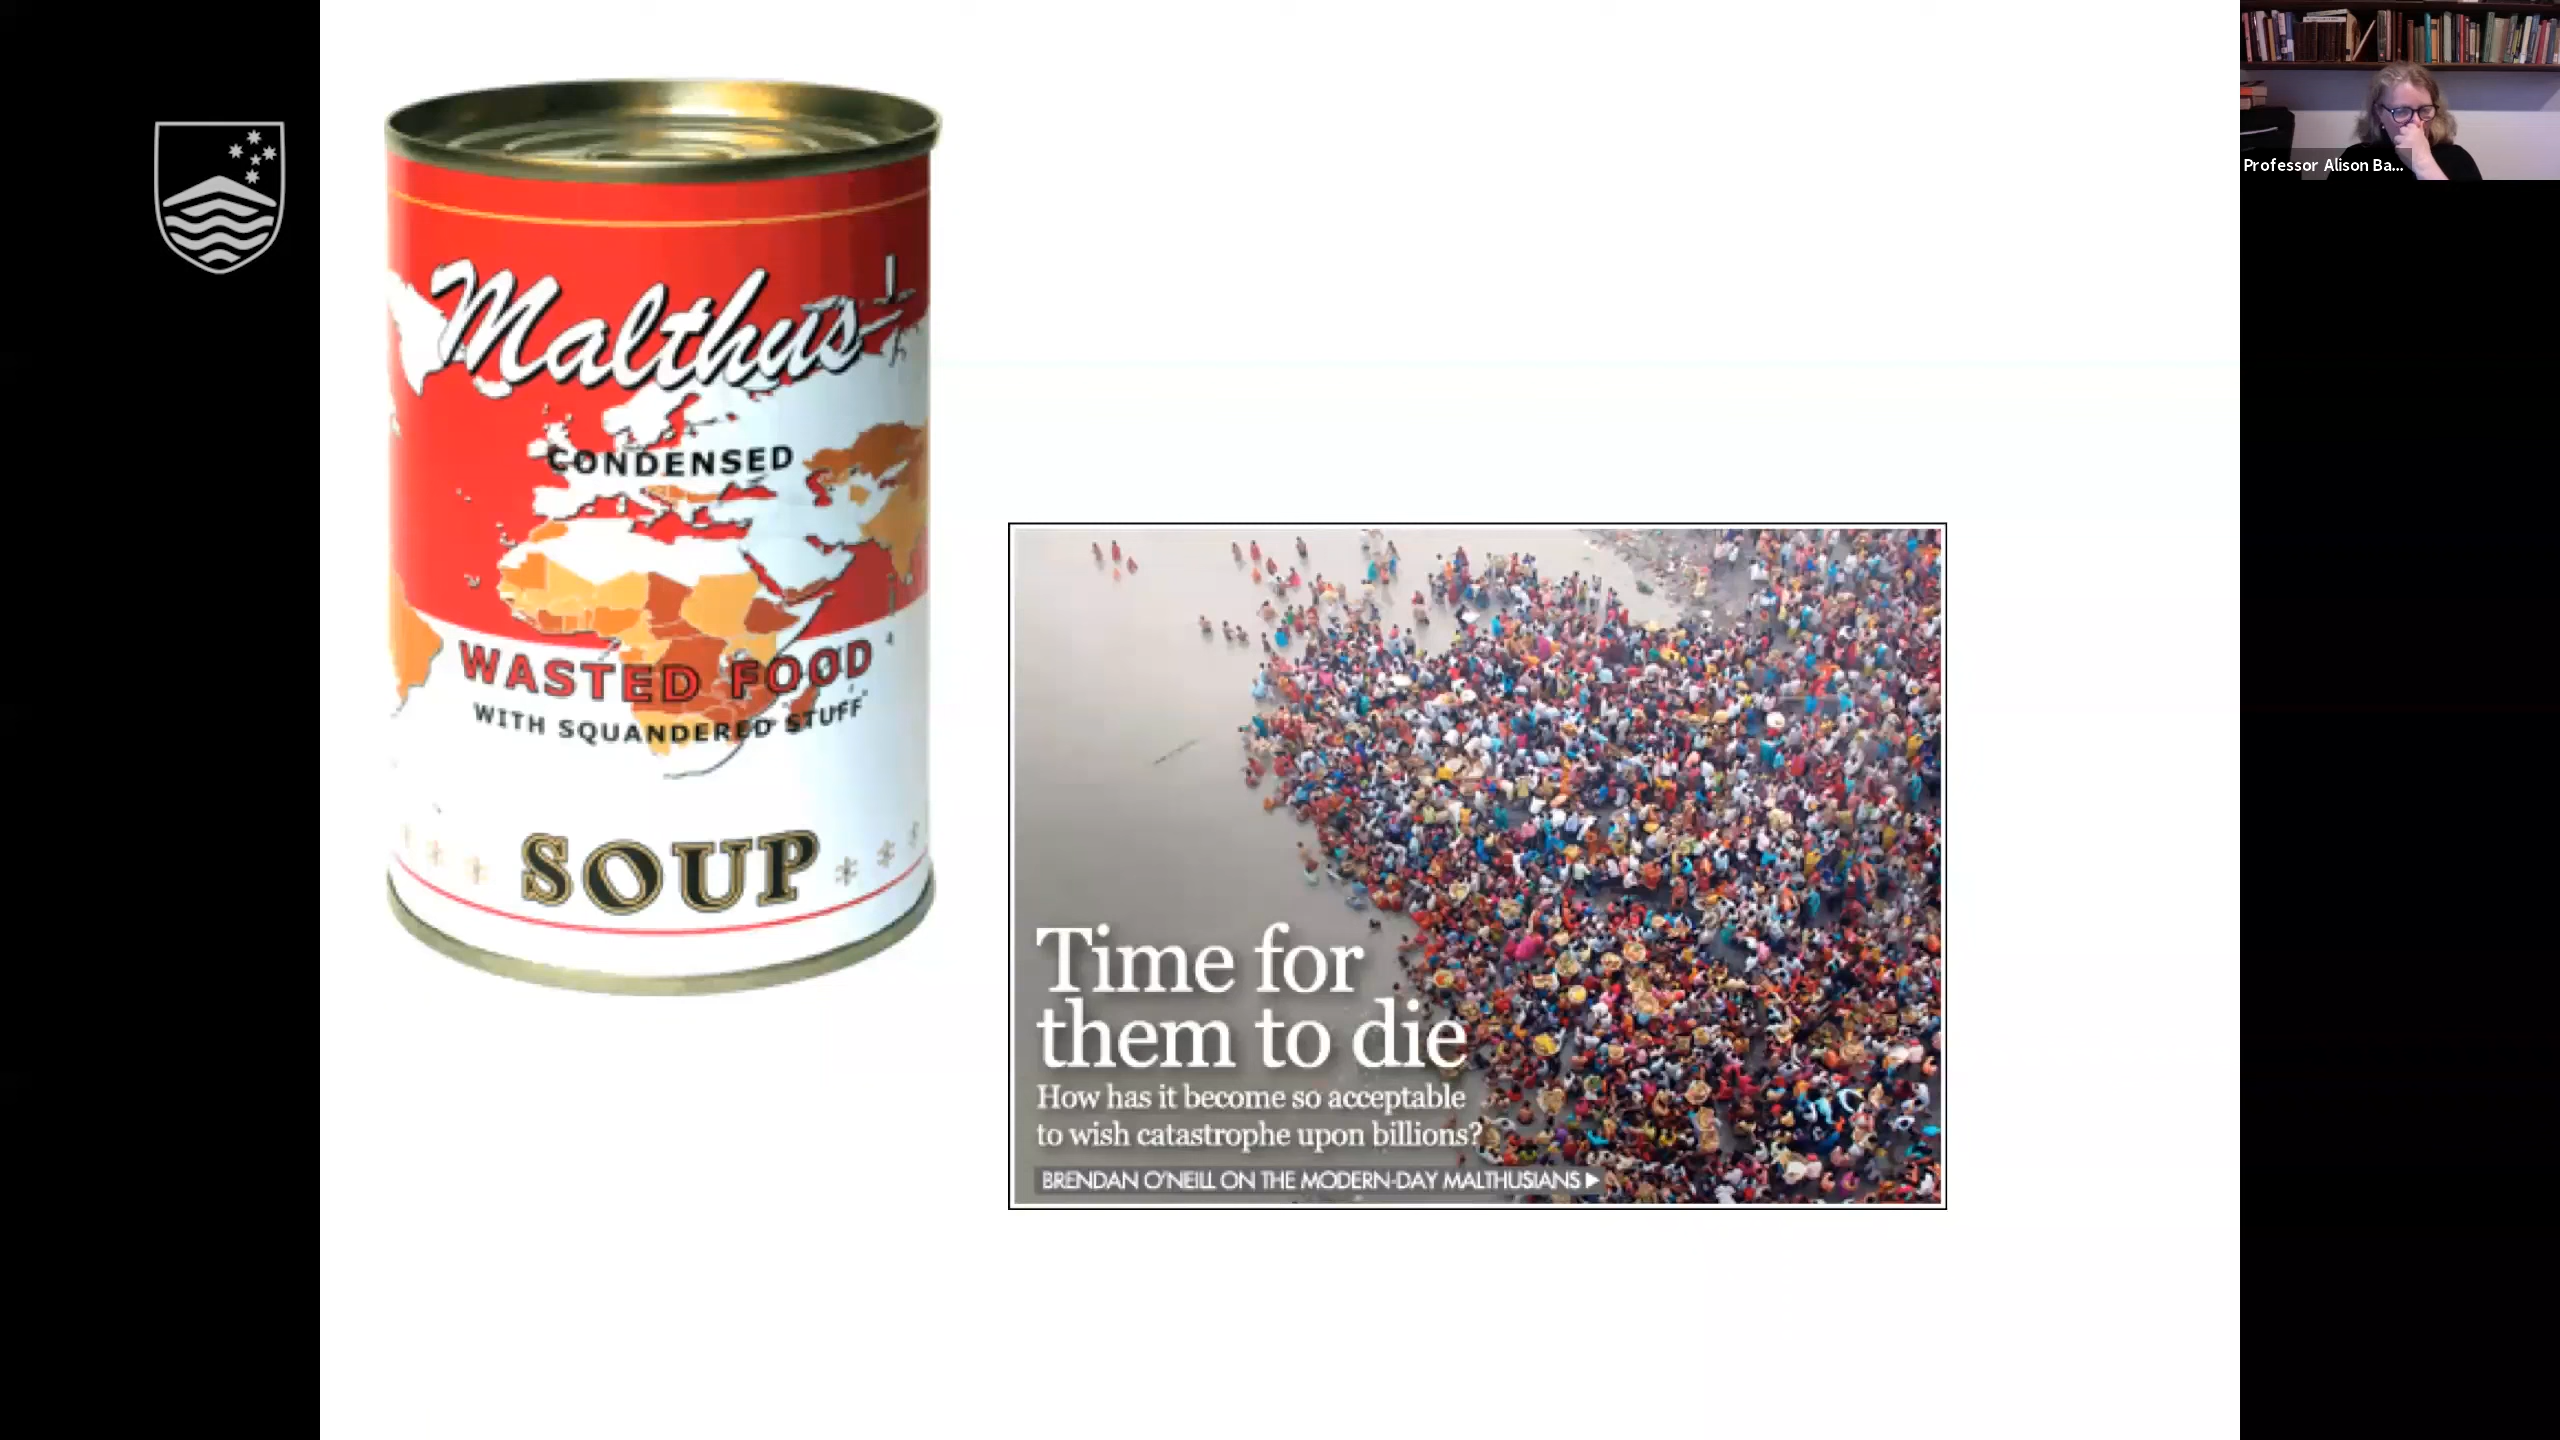 Malthus
CONDENSED
WASTED FOOD
WITH SQUANDERED STUFF
SOUP
Time for
them to die
How has it become so acceptable
to wish catastrophe upon billions?
BRENDAN O'NEILL ON THE MODERN-DAY MALTHUSIANS
Professor Alison Ba...